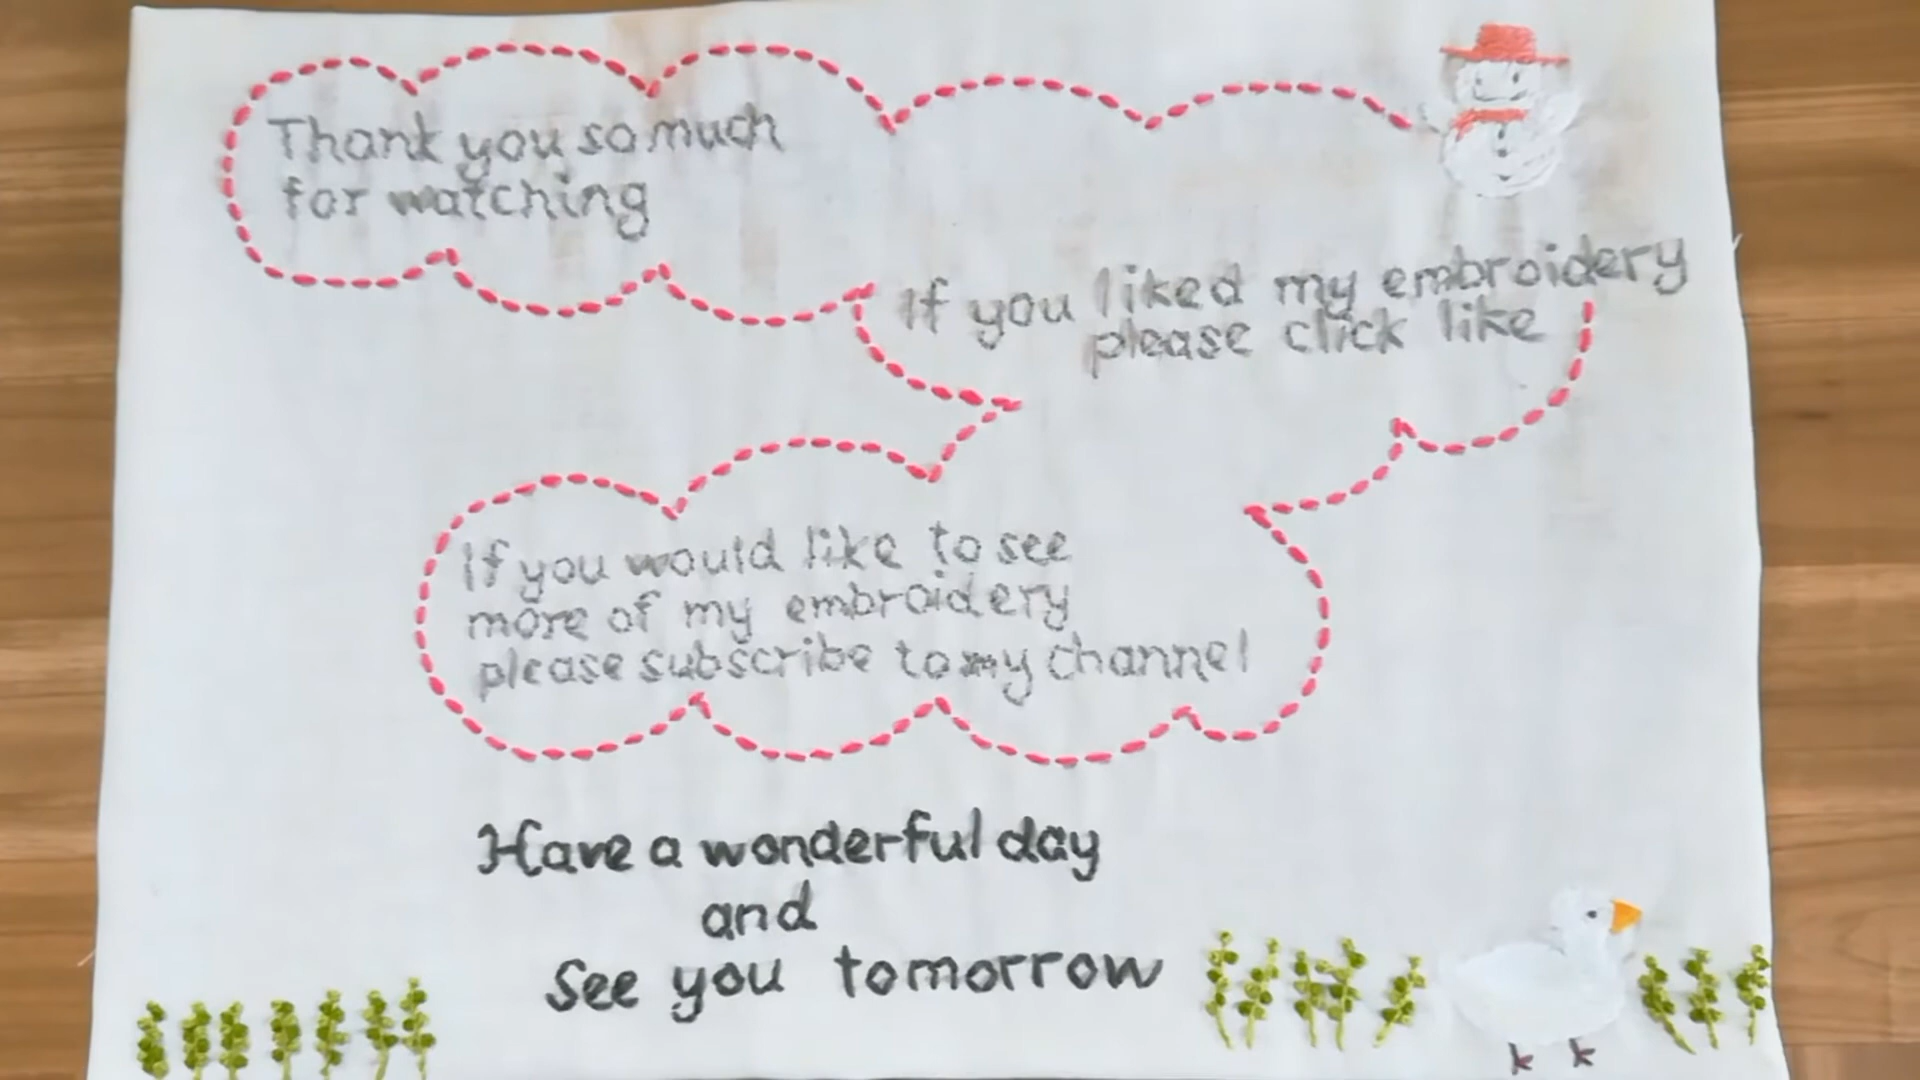 Thank you so much
for watching
If you liked my embroidery
please click like
If you would like to see
more of my embroidery
please subscribe to my channel
Have a wonderful day
and
See you tomorrow